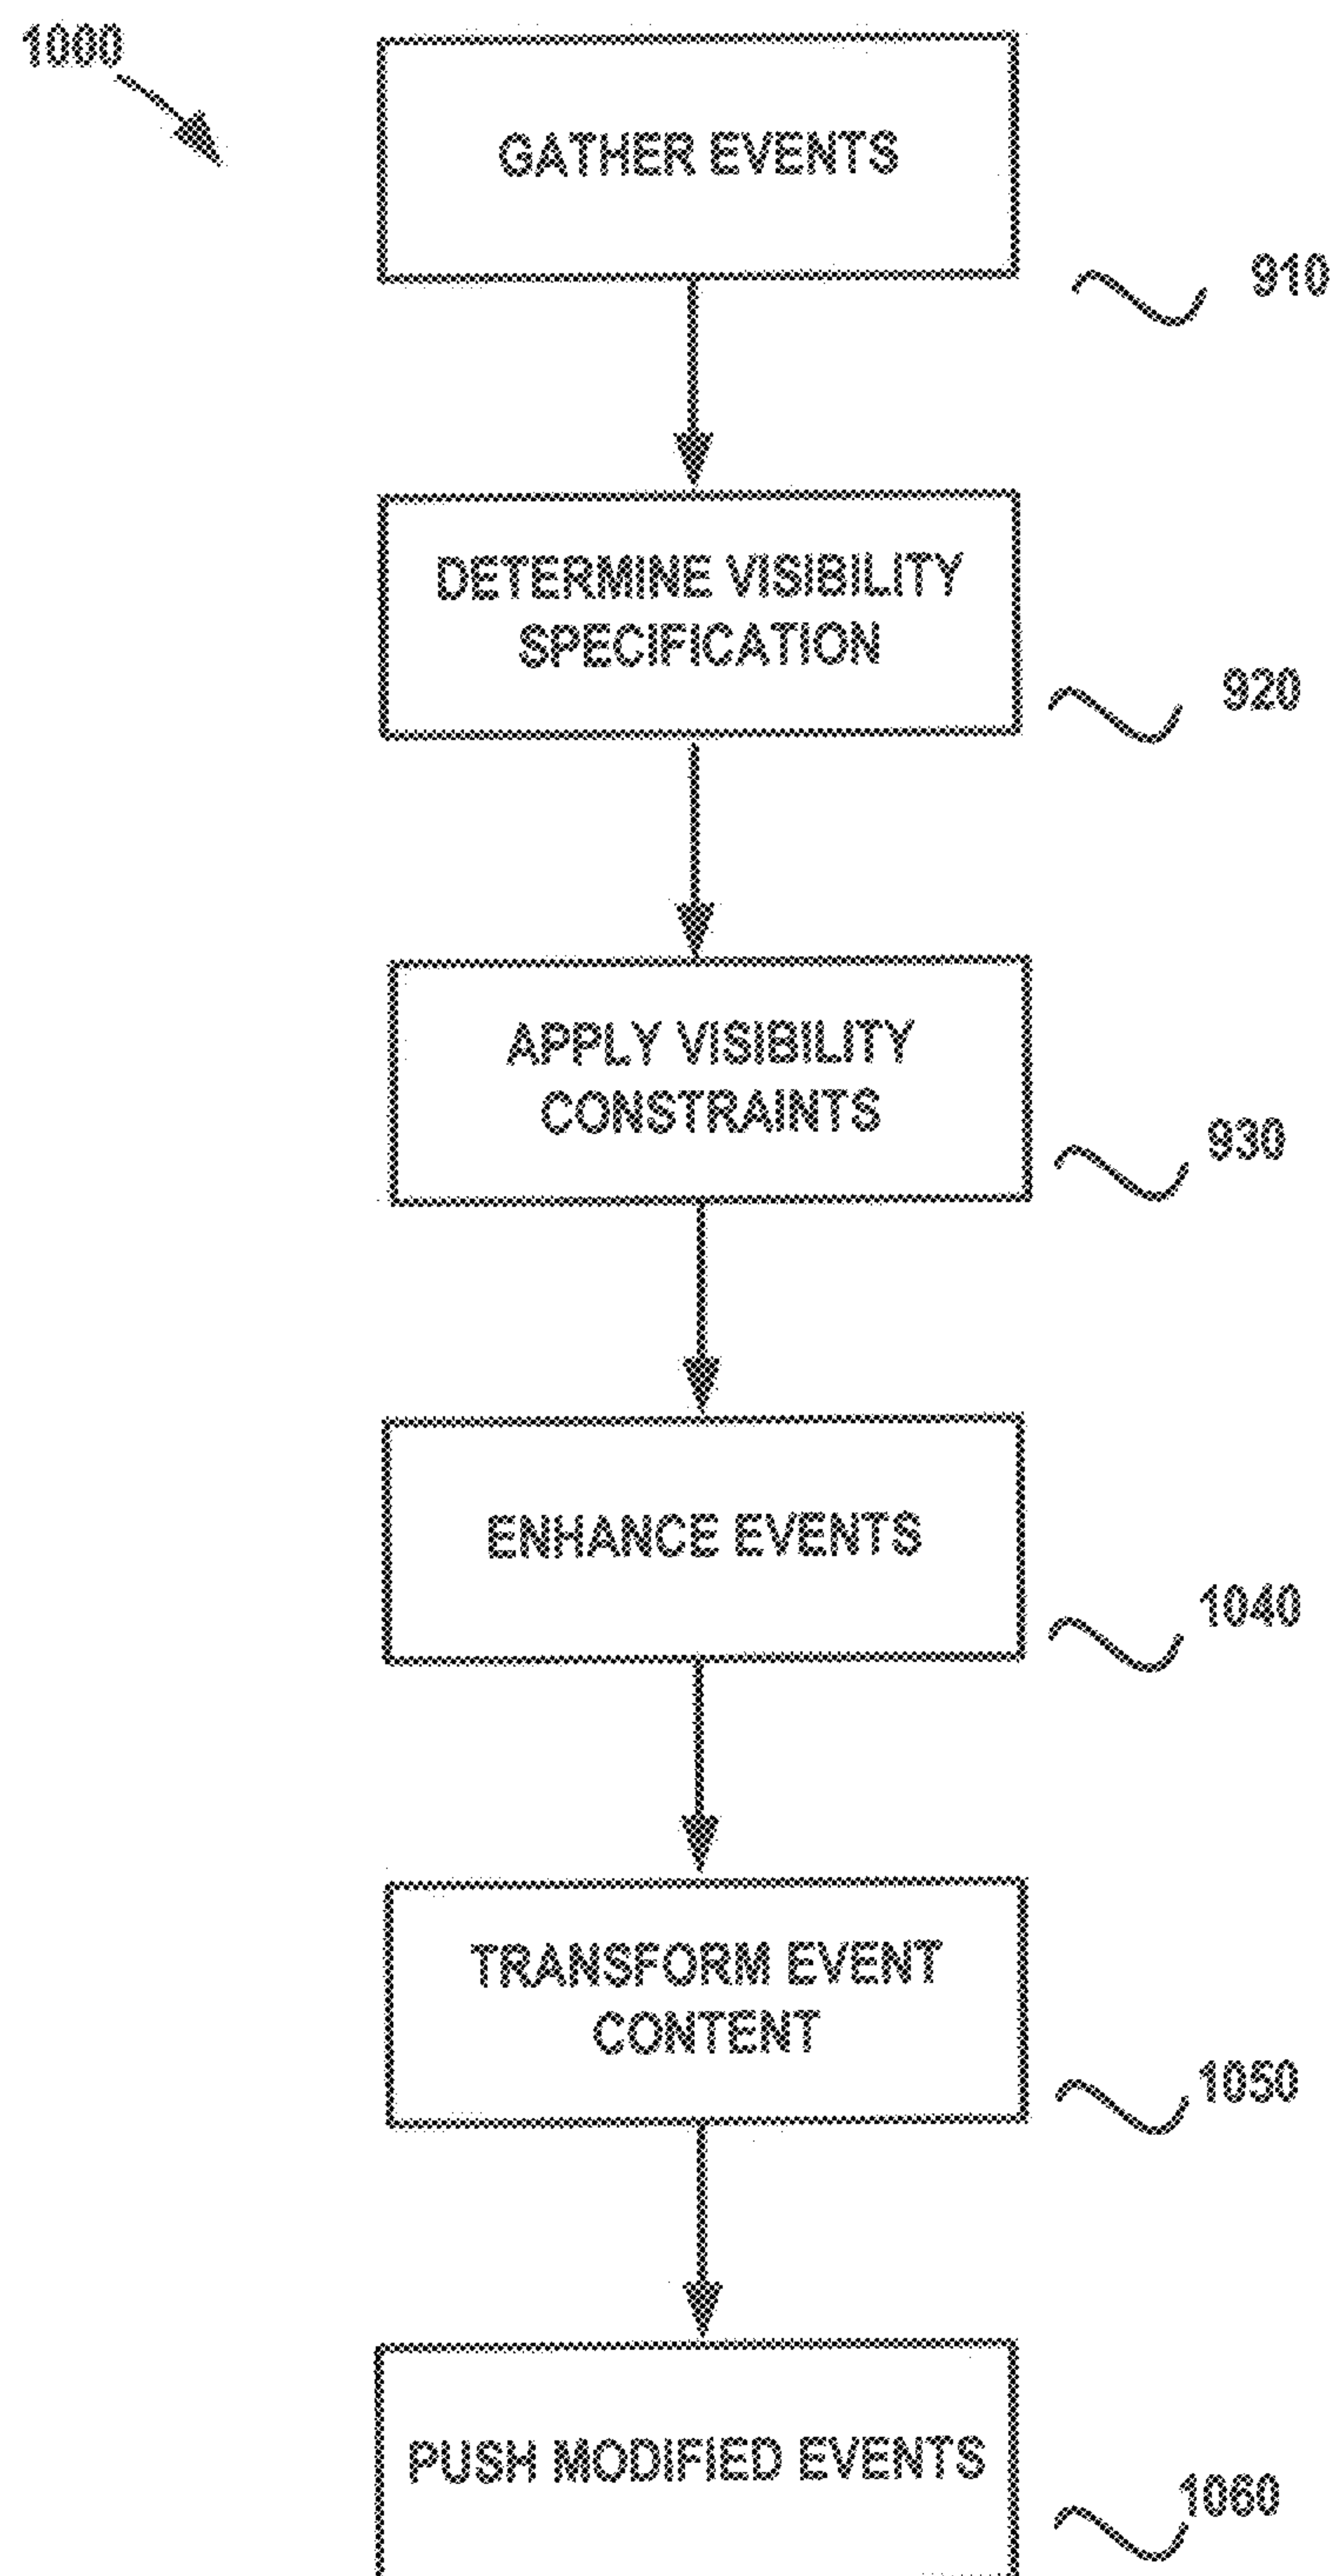 1000
GATHER EVENTS
910
DETERMINE VISIBILITY
SPECIFICATION
920
APPLY VISIBILITY
CONSTRAINTS
930
ENHANCE EVENTS
1040
TRANSFORM EVENT
CONTENT
1050
PUSH MODIFIED EVENTS
1060